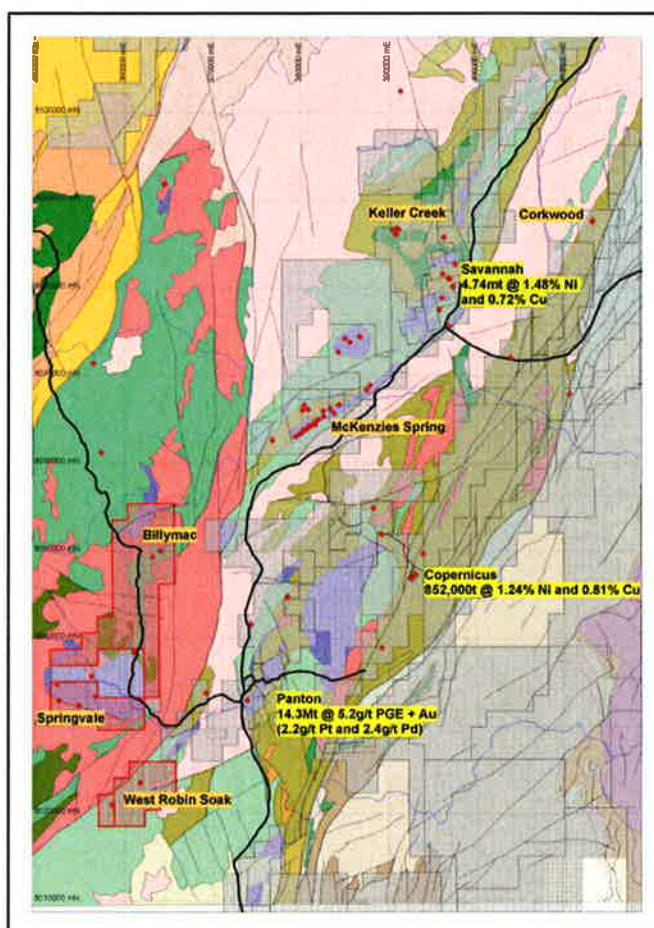 Keller Creek
Corkwood
Savannah
4.74mt @ 1.48% Ni
and 0.72% Cu
McKenzies Spring
Billymac
Copernicus
852,000t @ 1.24% Ni and 0.81% Cu
Springvale
Panton
14.3Mt @ 5.2g/t PGE + Au
(2.2g/t Pt and 2.4g/t Pd)
West Robin Soak